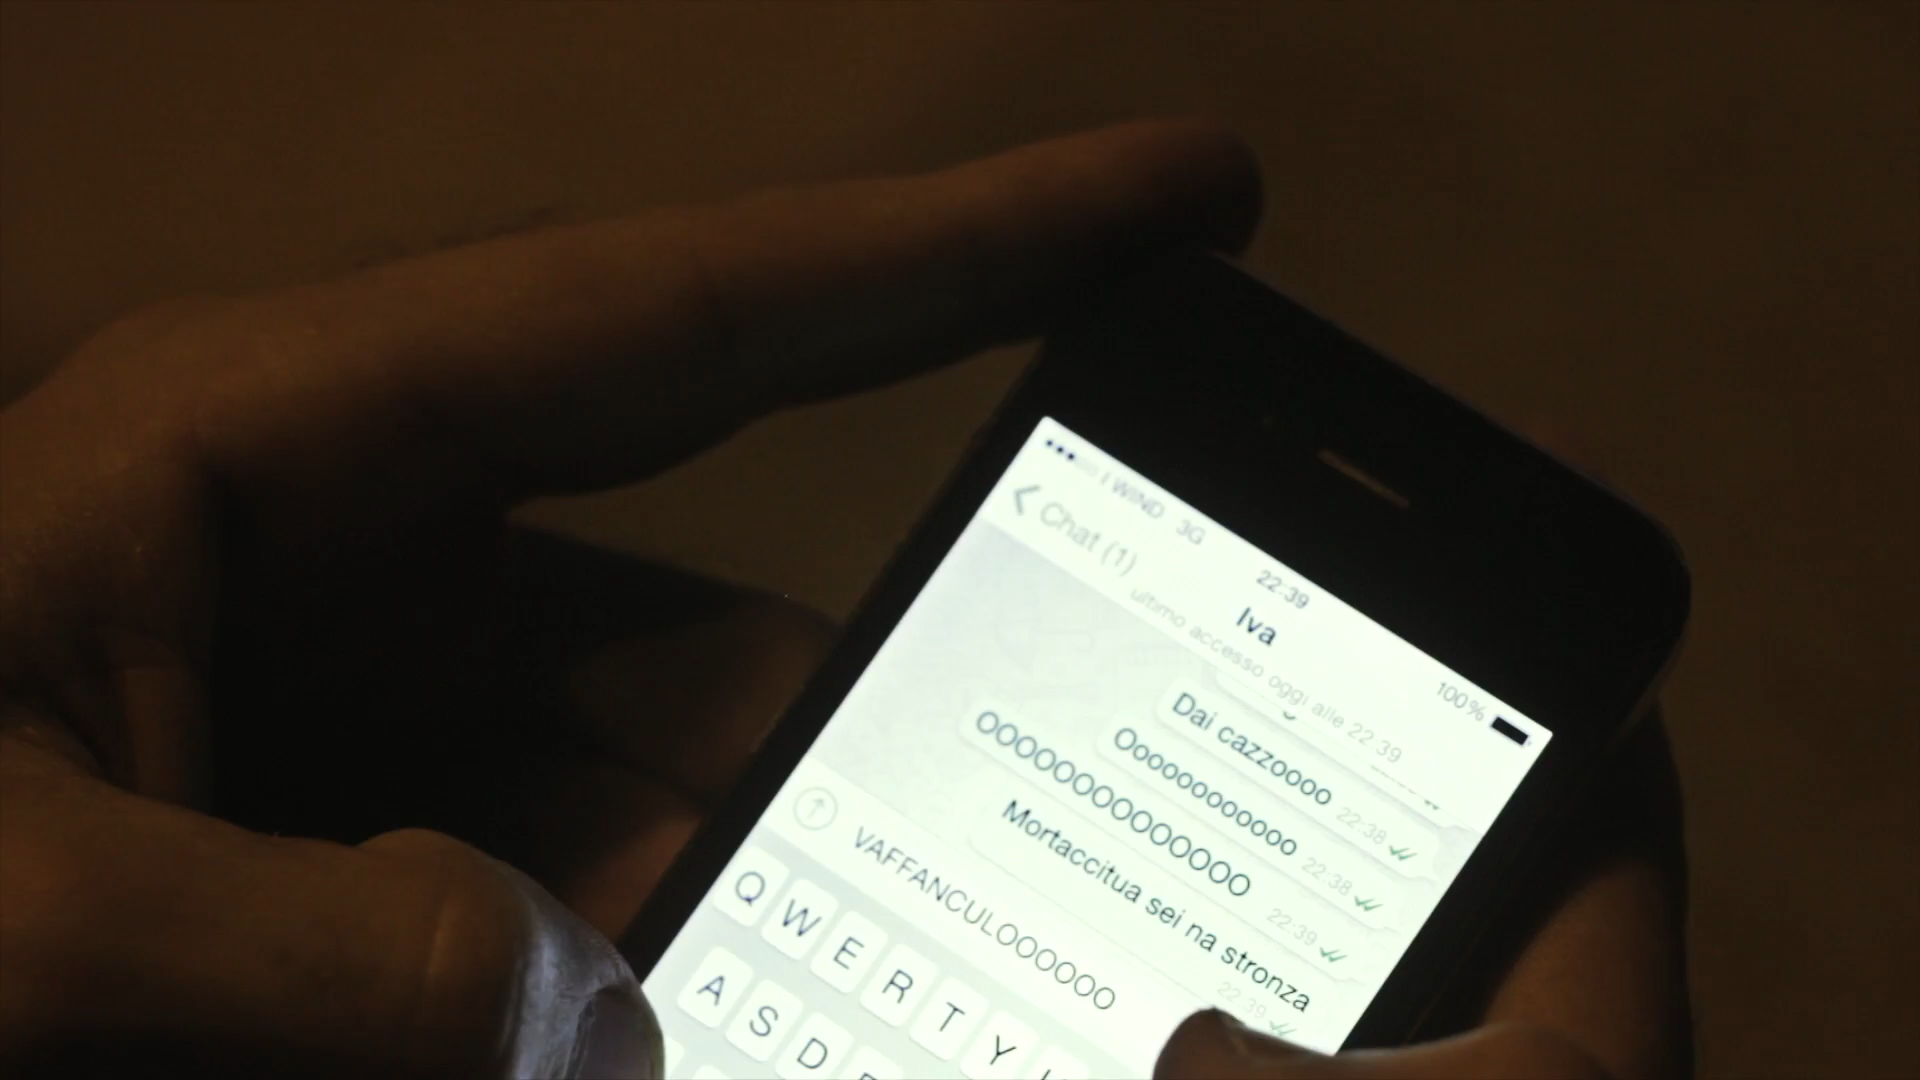 I WIND 3G 22:39 100%
Chat (1) Iva
ultimo accesso oggi alle 22:39
Dai cazzoooo 22:38
Ooooooooooo 22:38
OOOOOOOOOOOOO 22:39
Mortaccitua sei na stronza 22:39
VAFFANCULOOOOOO
Q W E R T Y
A S D